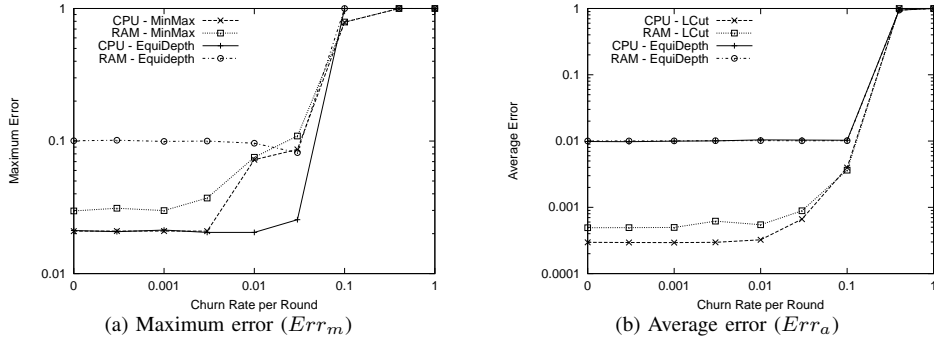 1
0.1
0.01
Maximum Error
CPU - MinMax
RAM - MinMax
CPU - EquiDepth
RAM - Equidepth
0 0.001 0.01 0.1 1
Churn Rate per Round
(a) Maximum error (Err_m)
1
0.1
0.01
0.001
0.0001
Average Error
CPU - LCut
RAM - LCut
CPU - EquiDepth
RAM - EquiDepth
0 0.001 0.01 0.1 1
Churn Rate per Round
(b) Average error (Err_a)